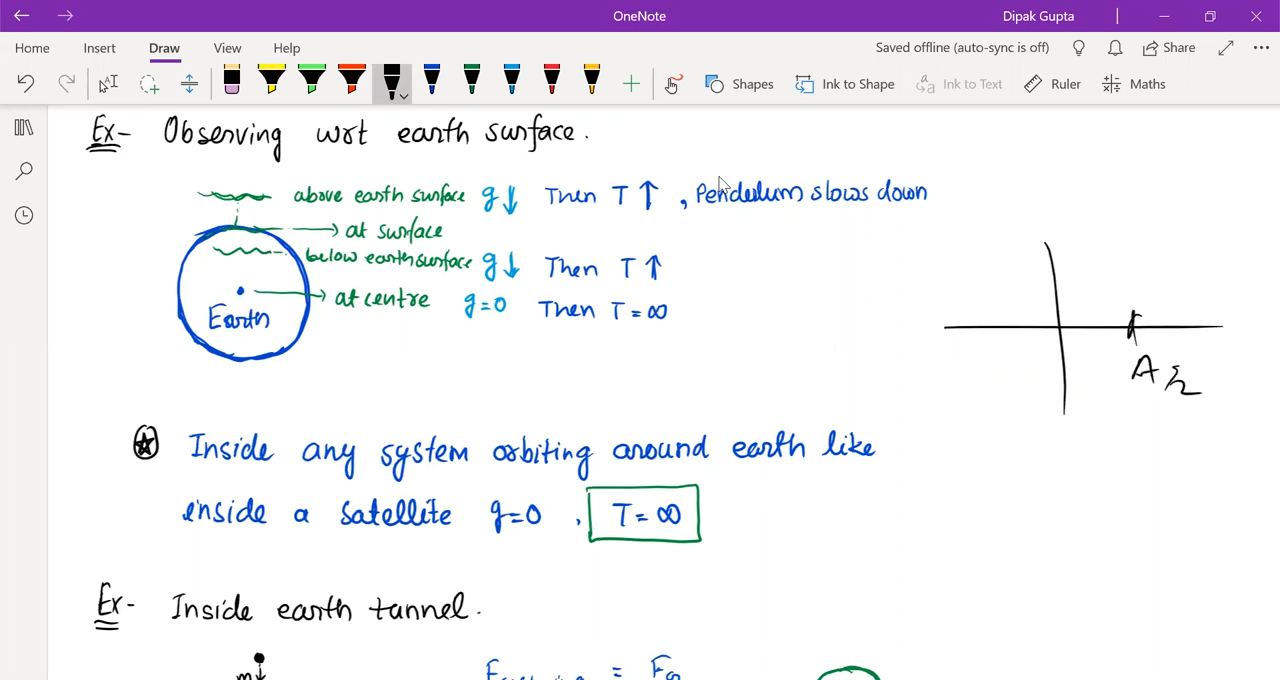 OneNote
Dipak Gupta
Home Insert Draw View Help
Saved offline (auto-sync is off)
Share
Shapes
Ink to Shape
Ink to Text
Ruler
Maths
Ex- Observing wrt earth surface.
above earth surface g↓ Then T↑, Pendulum slows down
→ at surface
below earth surface g↓ Then T↑
→ at centre g=0 Then T=∞
Earth
A
Inside any system orbiting around earth like
inside a satellite g=0, T=∞
Ex- Inside earth tunnel.
m
=